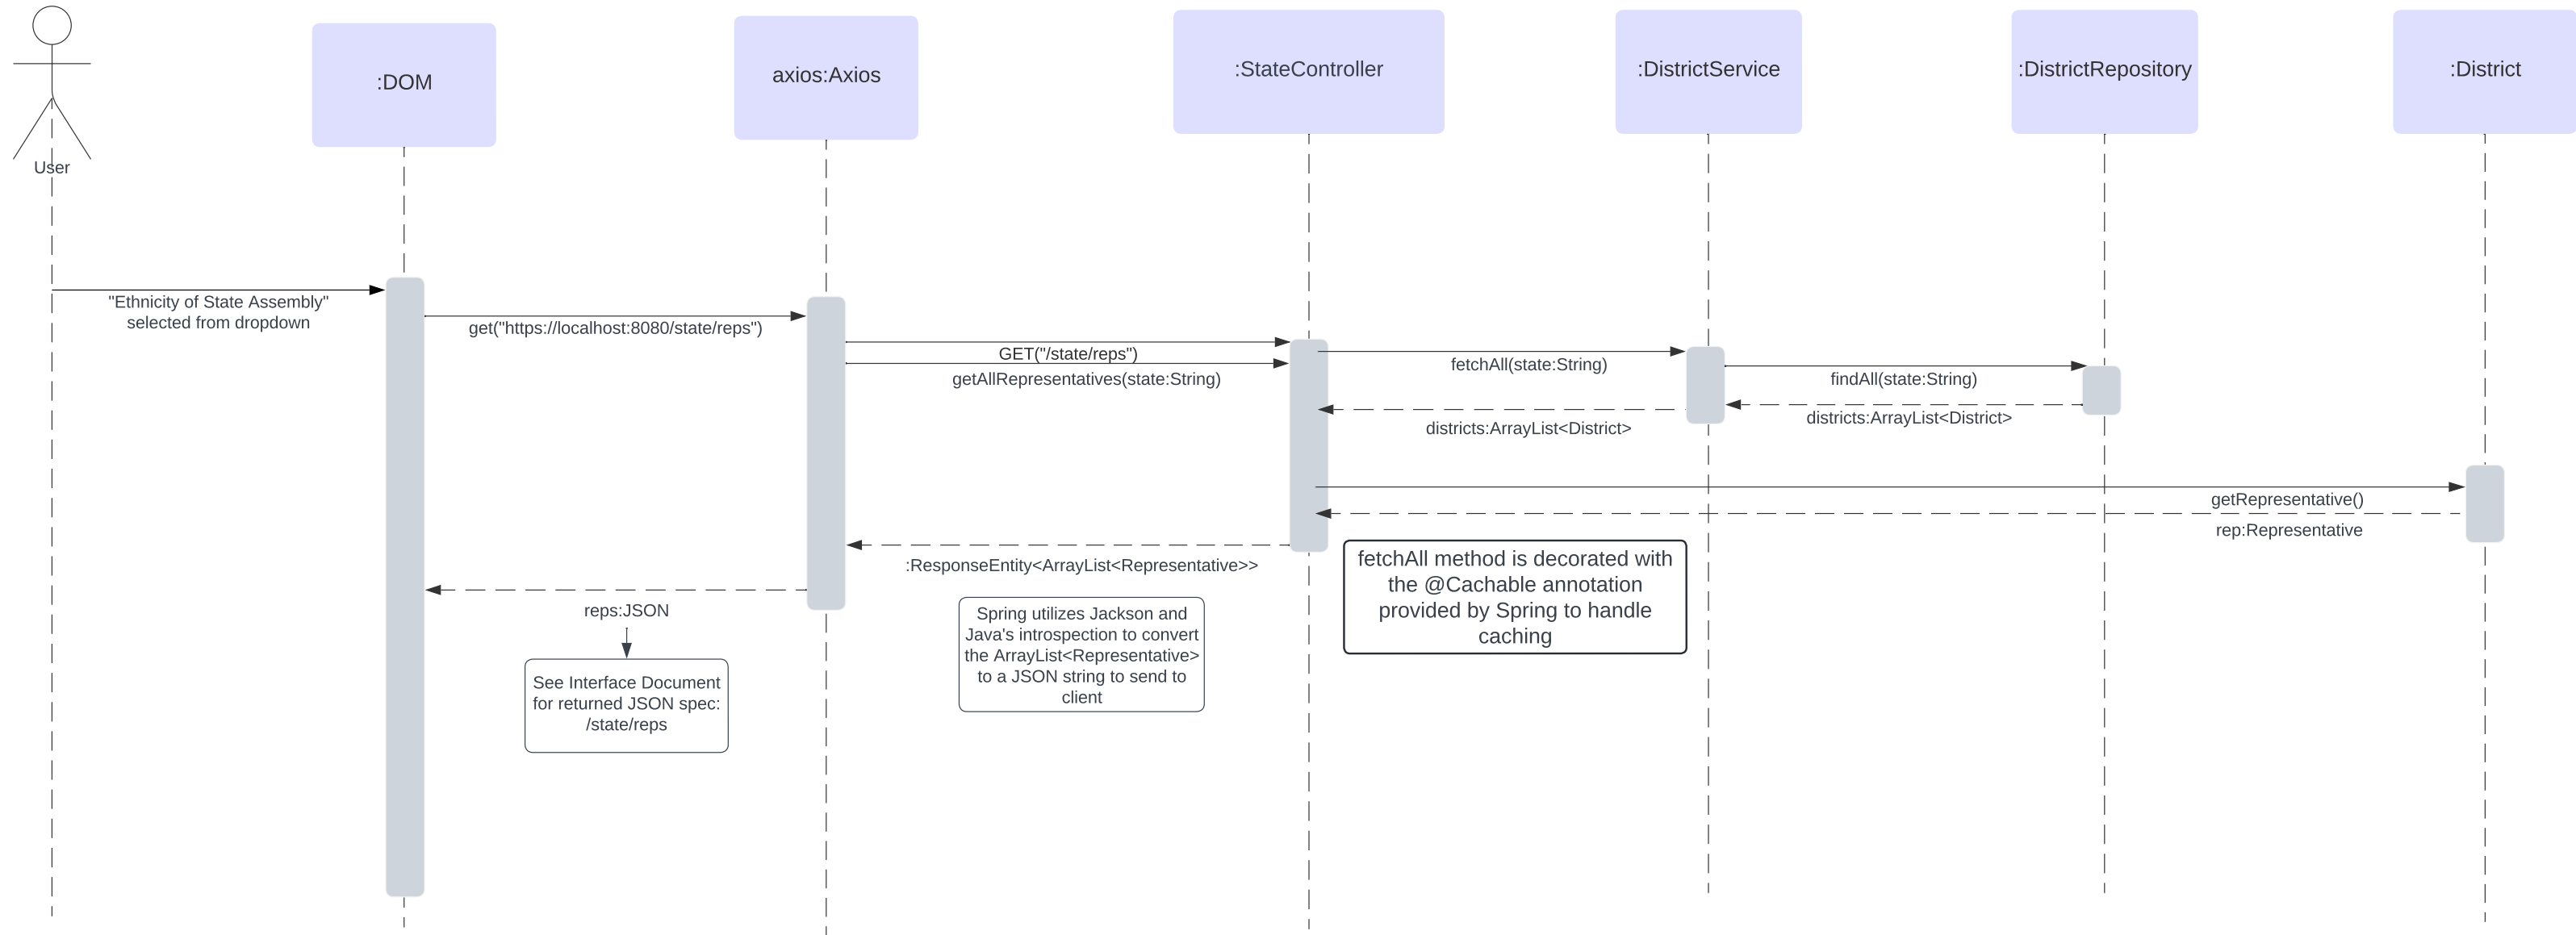 :DOM
axios:Axios
:StateController
:DistrictService
:DistrictRepository
:District
User
"Ethnicity of State Assembly"
selected from dropdown
get("https://localhost:8080/state/reps")
GET("/state/reps")
getAllRepresentatives(state:String)
fetchAll(state:String)
findAll(state:String)
districts:ArrayList<District>
districts:ArrayList<District>
getRepresentative()
rep:Representative
:ResponseEntity<ArrayList<Representative>>
fetchAll method is decorated with
the @Cachable annotation
provided by Spring to handle
caching
reps:JSON
Spring utilizes Jackson and
Java's introspection to convert
the ArrayList<Representative>
to a JSON string to send to
client
See Interface Document
for returned JSON spec:
/state/reps